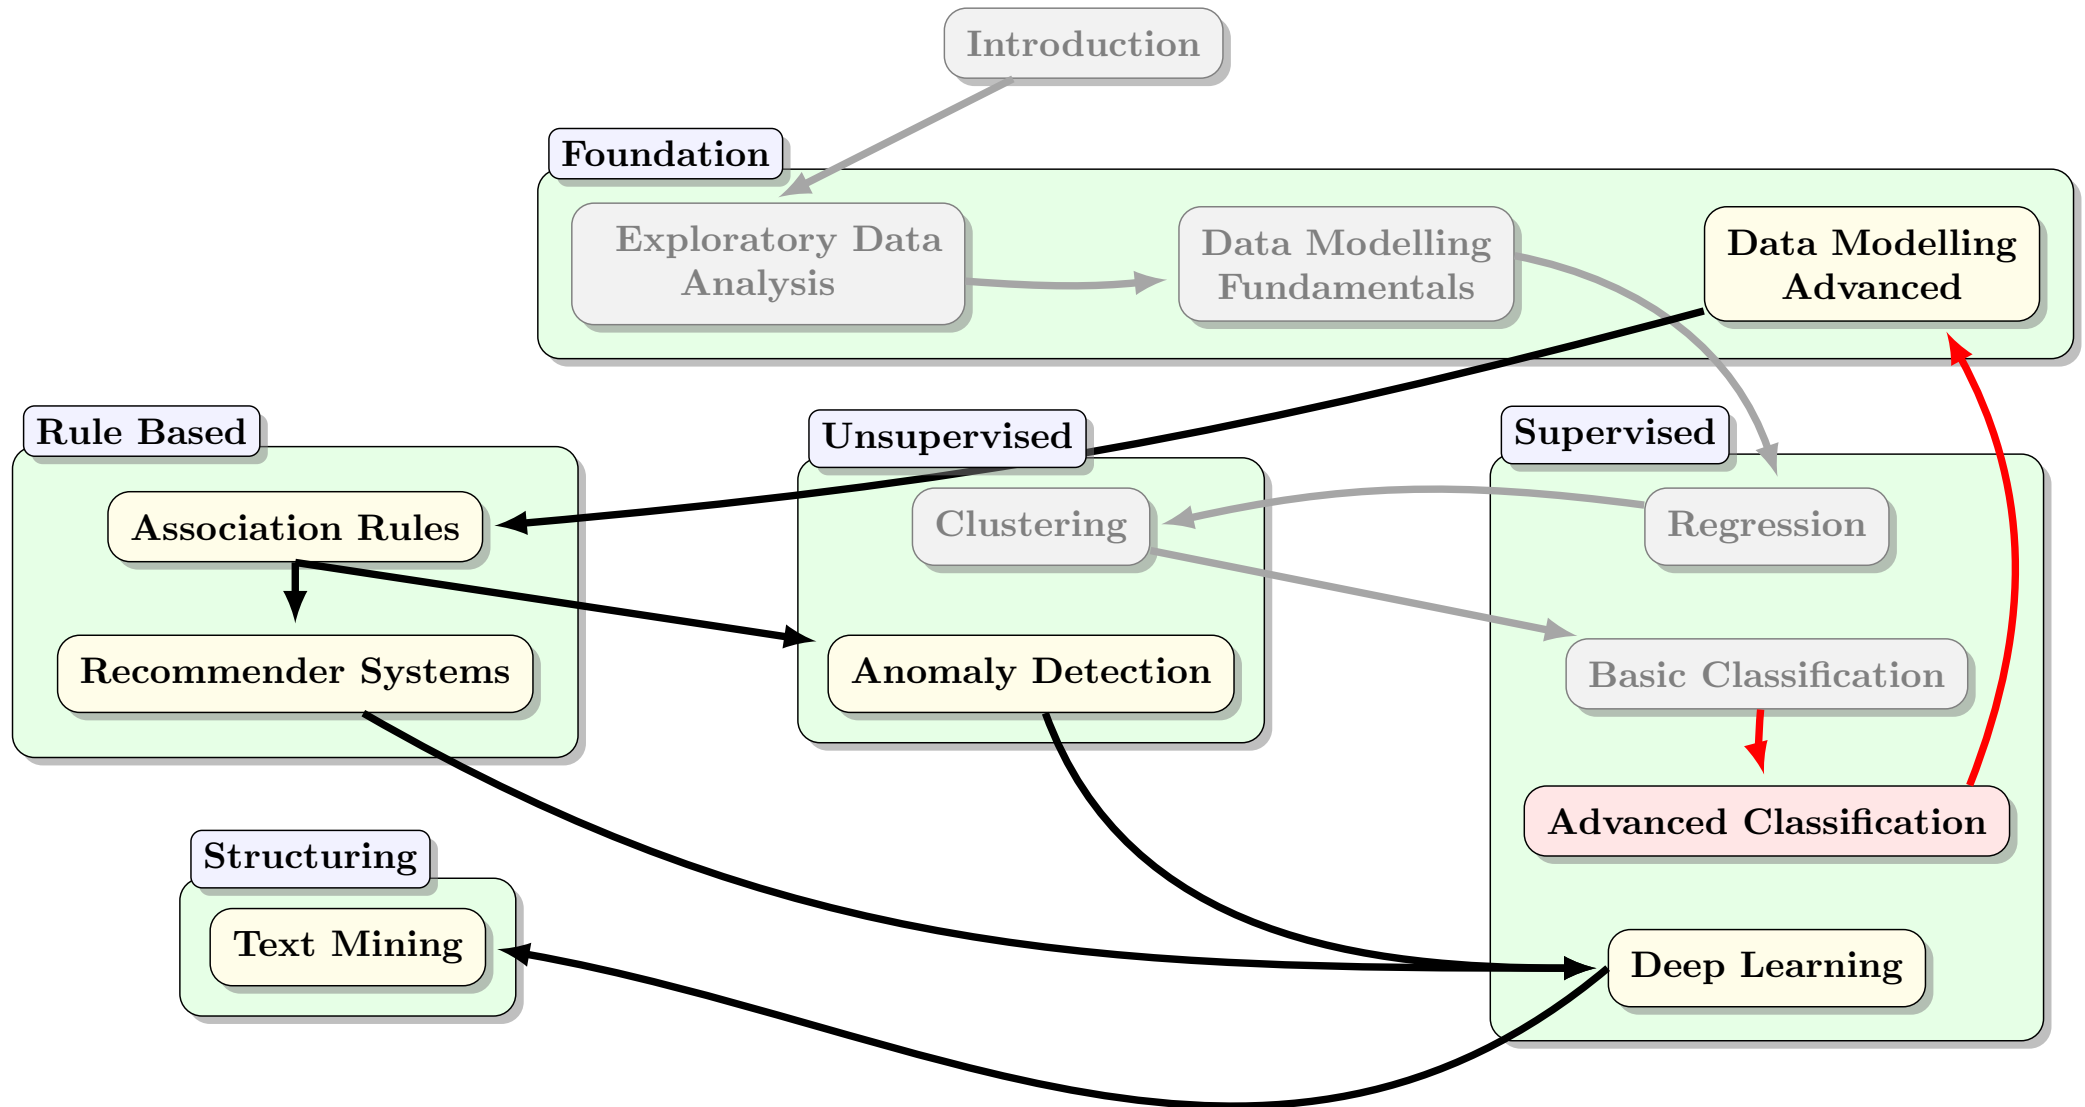 Introduction
Foundation
Exploratory Data
Analysis
Data Modelling
Fundamentals
Data Modelling
Advanced
Rule Based
Association Rules
Recommender Systems
Unsupervised
Clustering
Anomaly Detection
Supervised
Regression
Basic Classification
Advanced Classification
Deep Learning
Structuring
Text Mining